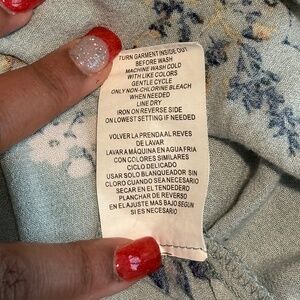 TURN GARMENT INSIDE OUT
BEFORE WASH
MACHINE WASH COLD
WITH LIKE COLORS
GENTLE CYCLE
ONLY NON-CHLORINE BLEACH
WHEN NEEDED
LINE DRY
IRON ON REVERSE SIDE
ON LOWEST SETTING IF NEEDED
VOLVER LA PRENDA AL REVES
DE LAVAR
LAVAR A MÁQUINA EN AGUA FRIA
CON COLORES SIMILARES
CICLO DELICADO
USAR SOLO BLANQUEADOR SIN
CLORO CUANDO SEA NECESARIO
SECAR EN EL TENDEDERO
PLANCHAR DE REVERSO
EN EL AJUSTE MAS BAJO SEGÚN
SI ES NECESARIO